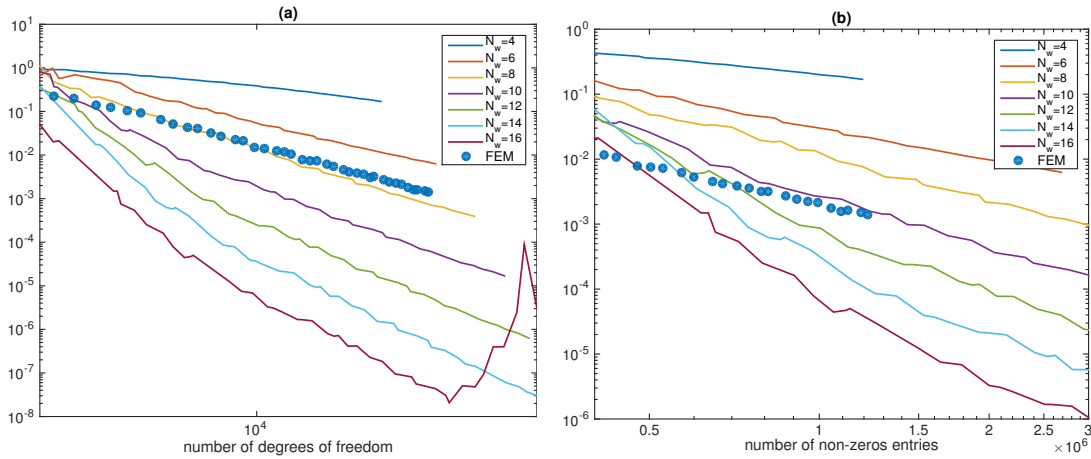 (a)
10^1
10^0
10^-1
10^-2
10^-3
10^-4
10^-5
10^-6
10^-7
10^-8
10^4
number of degrees of freedom
N_w=4
N_w=6
N_w=8
N_w=10
N_w=12
N_w=14
N_w=16
FEM
(b)
10^0
10^-1
10^-2
10^-3
10^-4
10^-5
10^-6
0.5 1 1.5 2 2.5 3
×10^6
number of non-zeros entries
N_w=4
N_w=6
N_w=8
N_w=10
N_w=12
N_w=14
N_w=16
FEM